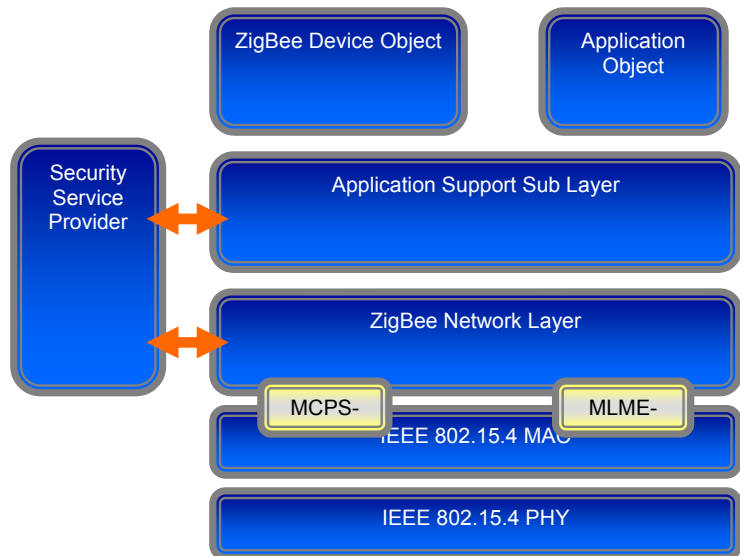 ZigBee Device Object
Application
Object
Security
Service
Provider
Application Support Sub Layer
ZigBee Network Layer
MCPS-
MLME-
IEEE 802.15.4 MAC
IEEE 802.15.4 PHY